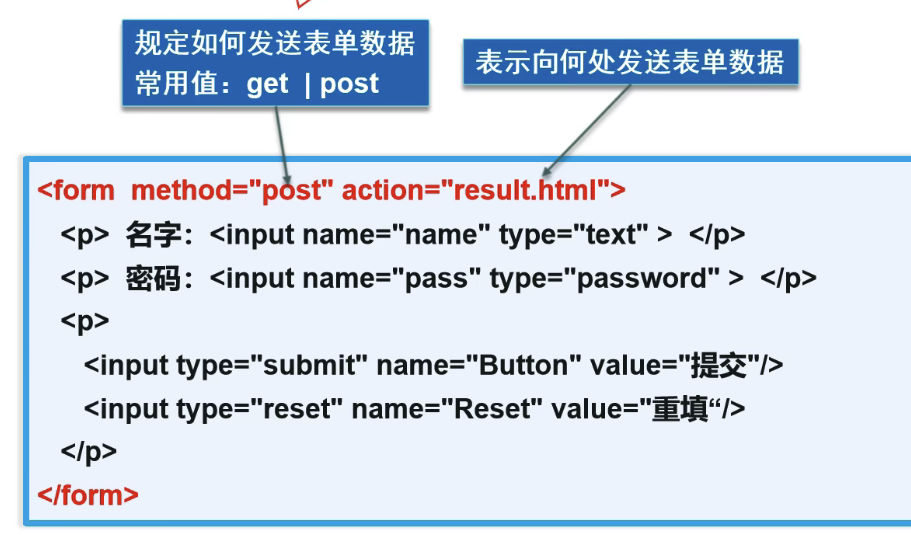 规定如何发送表单数据
常用值：get | post
表示向何处发送表单数据
<form method="post" action="result.html">
<p> 名字：<input name="name" type="text" > </p>
<p> 密码：<input name="pass" type="password" > </p>
<p>
<input type="submit" name="Button" value="提交"/>
<input type="reset" name="Reset" value="重填“/>
</p>
</form>